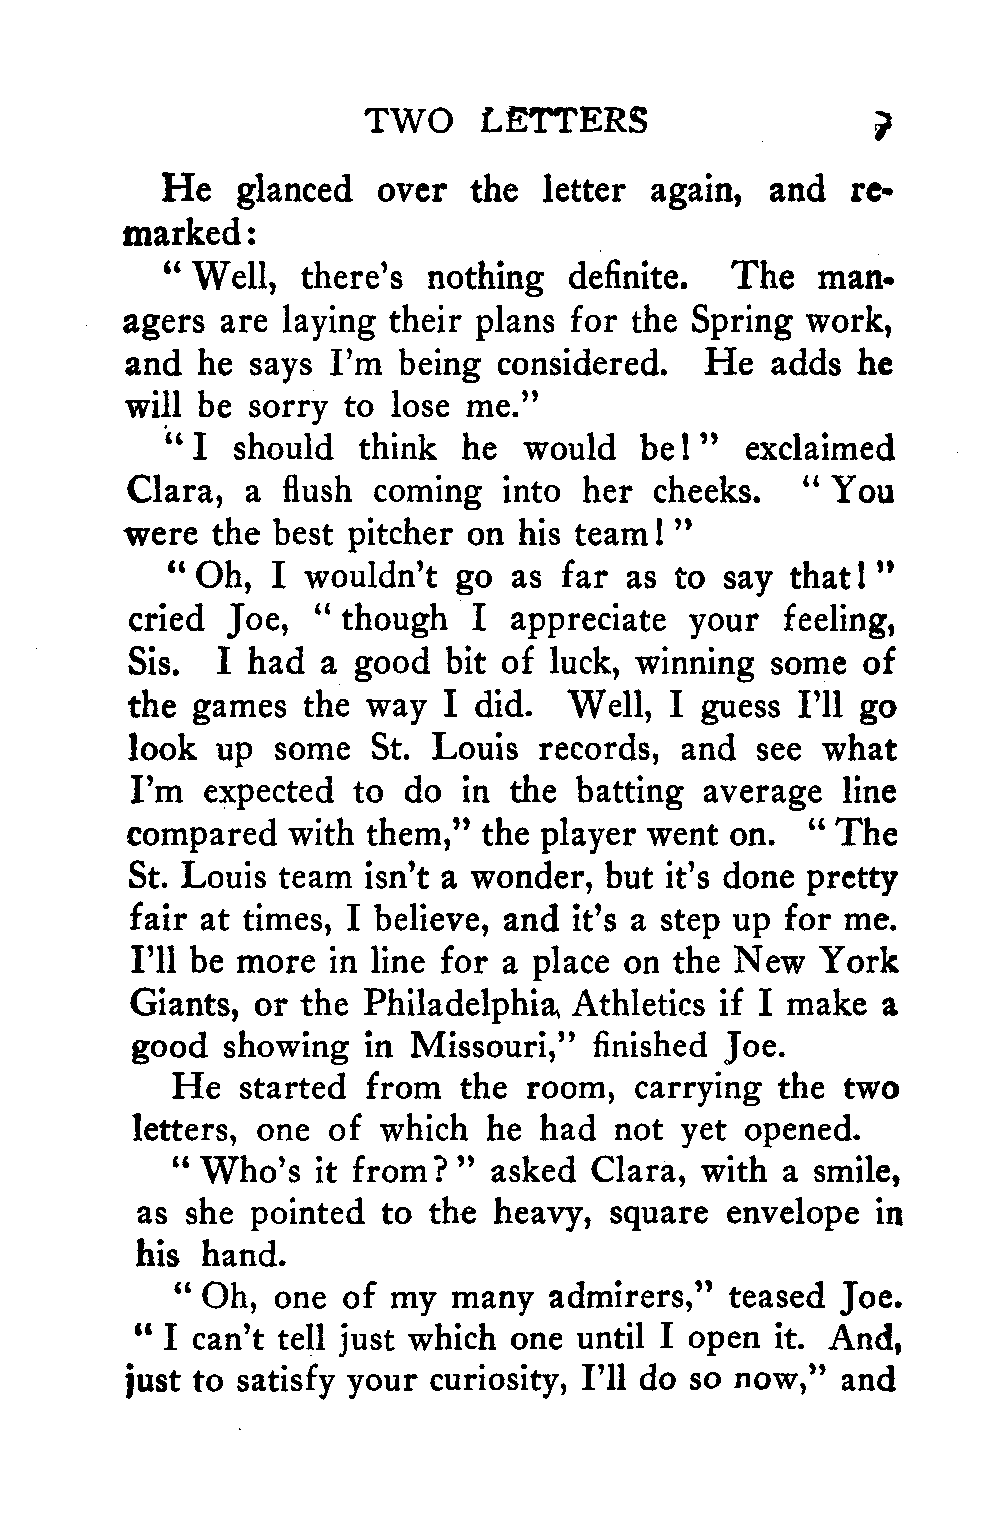 TWO LETTERS 7
He glanced over the letter again, and re-
marked:
"Well, there's nothing definite. The man-
agers are laying their plans for the Spring work,
and he says I'm being considered. He adds he
will be sorry to lose me."
"I should think he would be!" exclaimed
Clara, a flush coming into her cheeks. "You
were the best pitcher on his team!"
"Oh, I wouldn't go as far as to say that!"
cried Joe, "though I appreciate your feeling,
Sis. I had a good bit of luck, winning some of
the games the way I did. Well, I guess I'll go
look up some St. Louis records, and see what
I'm expected to do in the batting average line
compared with them," the player went on. "The
St. Louis team isn't a wonder, but it's done pretty
fair at times, I believe, and it's a step up for me.
I'll be more in line for a place on the New York
Giants, or the Philadelphia Athletics if I make a
good showing in Missouri," finished Joe.
He started from the room, carrying the two
letters, one of which he had not yet opened.
"Who's it from?" asked Clara, with a smile,
as she pointed to the heavy, square envelope in
his hand.
"Oh, one of my many admirers," teased Joe.
"I can't tell just which one until I open it. And,
just to satisfy your curiosity, I'll do so now," and